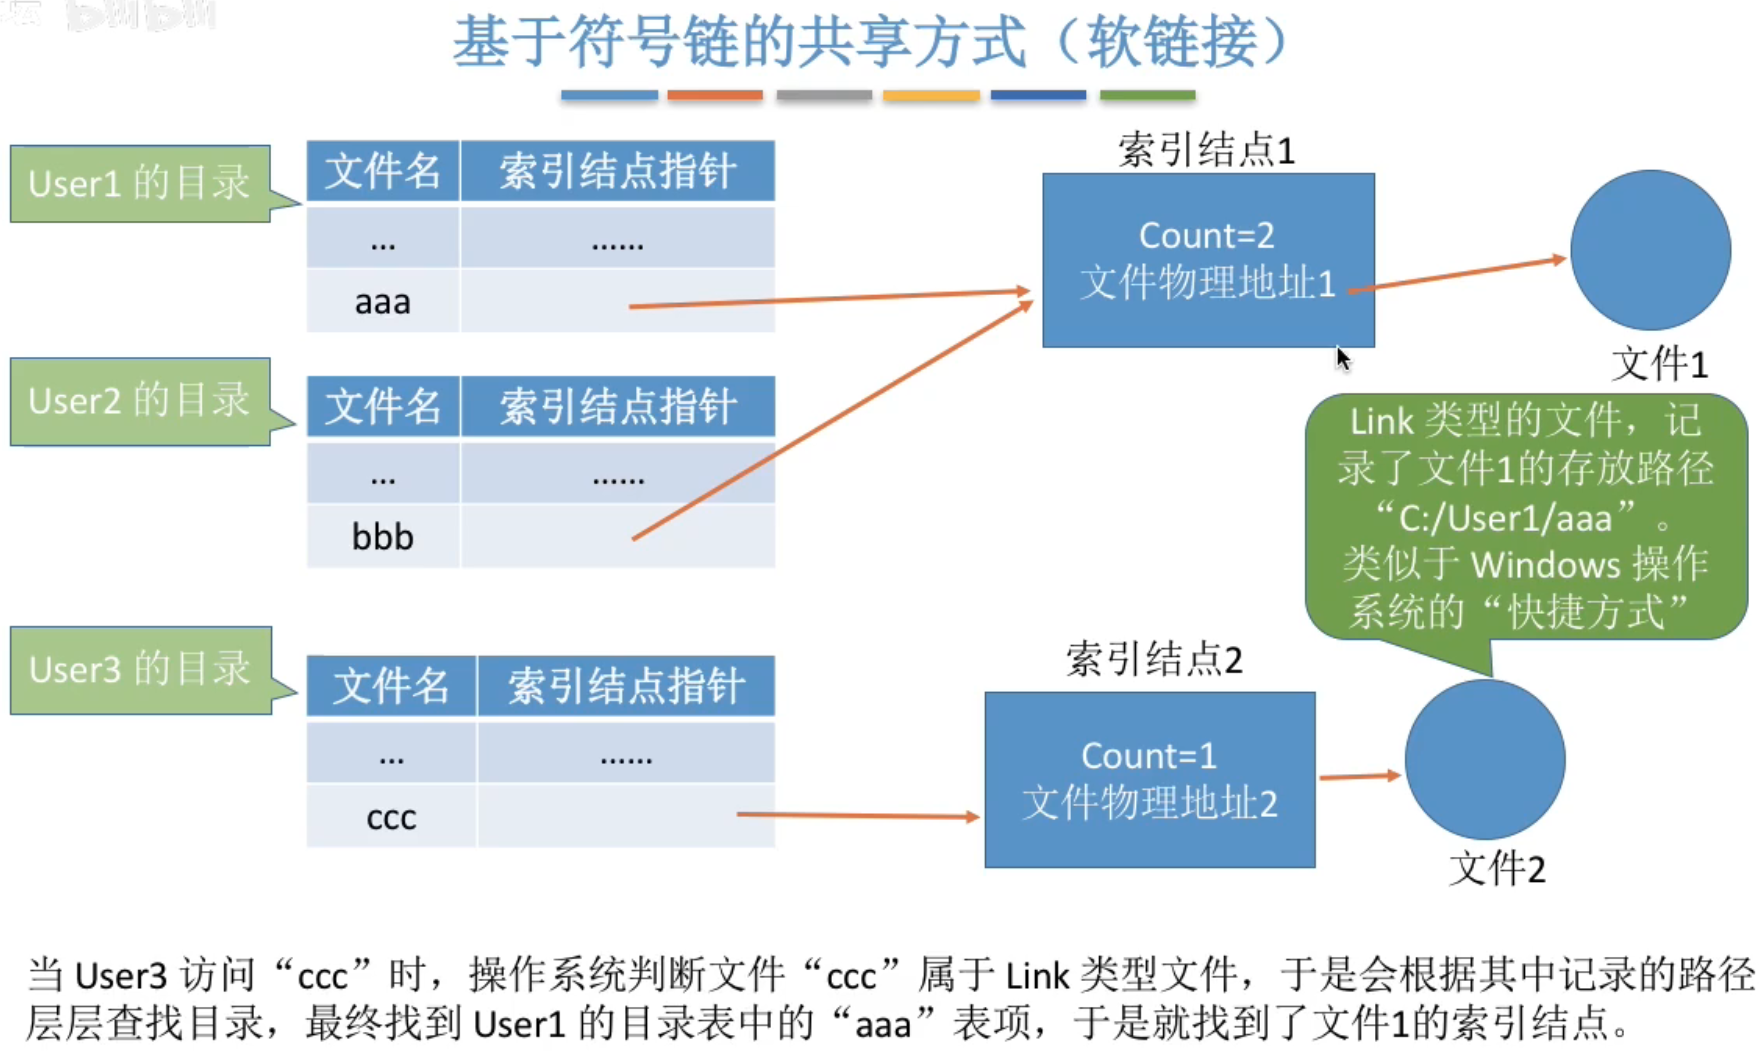 基于符号链的共享方式（软链接）
User1 的目录
文件名 索引结点指针
... ......
aaa
索引结点1
Count=2
文件物理地址1
文件1
User2 的目录
文件名 索引结点指针
... ......
bbb
Link 类型的文件，记
录了文件1的存放路径
“C:/User1/aaa”。
类似于 Windows 操作
系统的“快捷方式”
User3 的目录
文件名 索引结点指针
... ......
ccc
索引结点2
Count=1
文件物理地址2
文件2
当 User3 访问“ccc”时，操作系统判断文件“ccc”属于 Link 类型文件，于是会根据其中记录的路径
层层查找目录，最终找到 User1 的目录表中的“aaa”表项，于是就找到了文件1的索引结点。